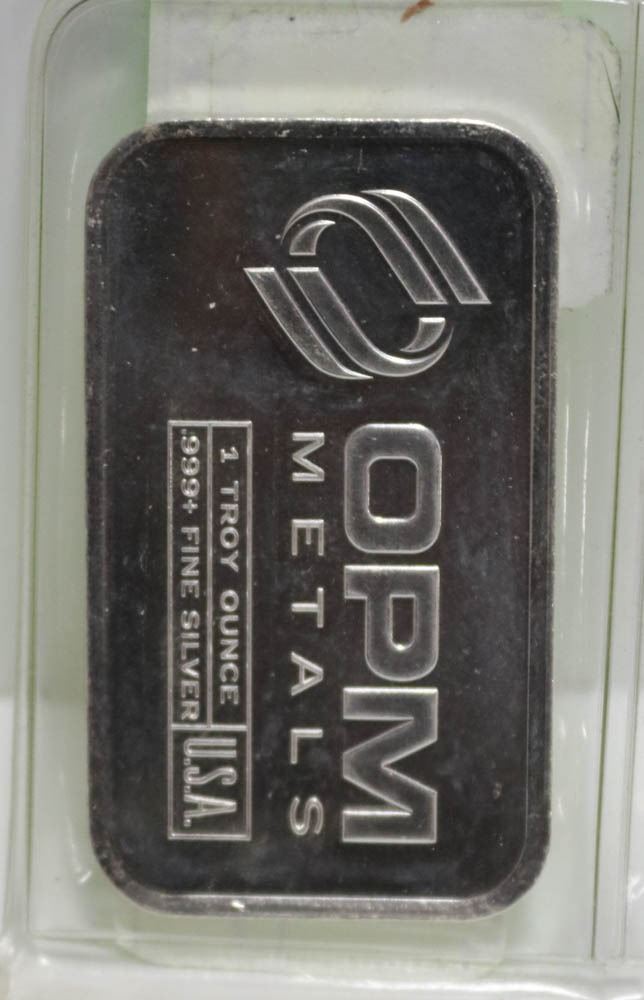 OPM
METALS
1 TROY OUNCE
.999+ FINE SILVER
U.S.A.